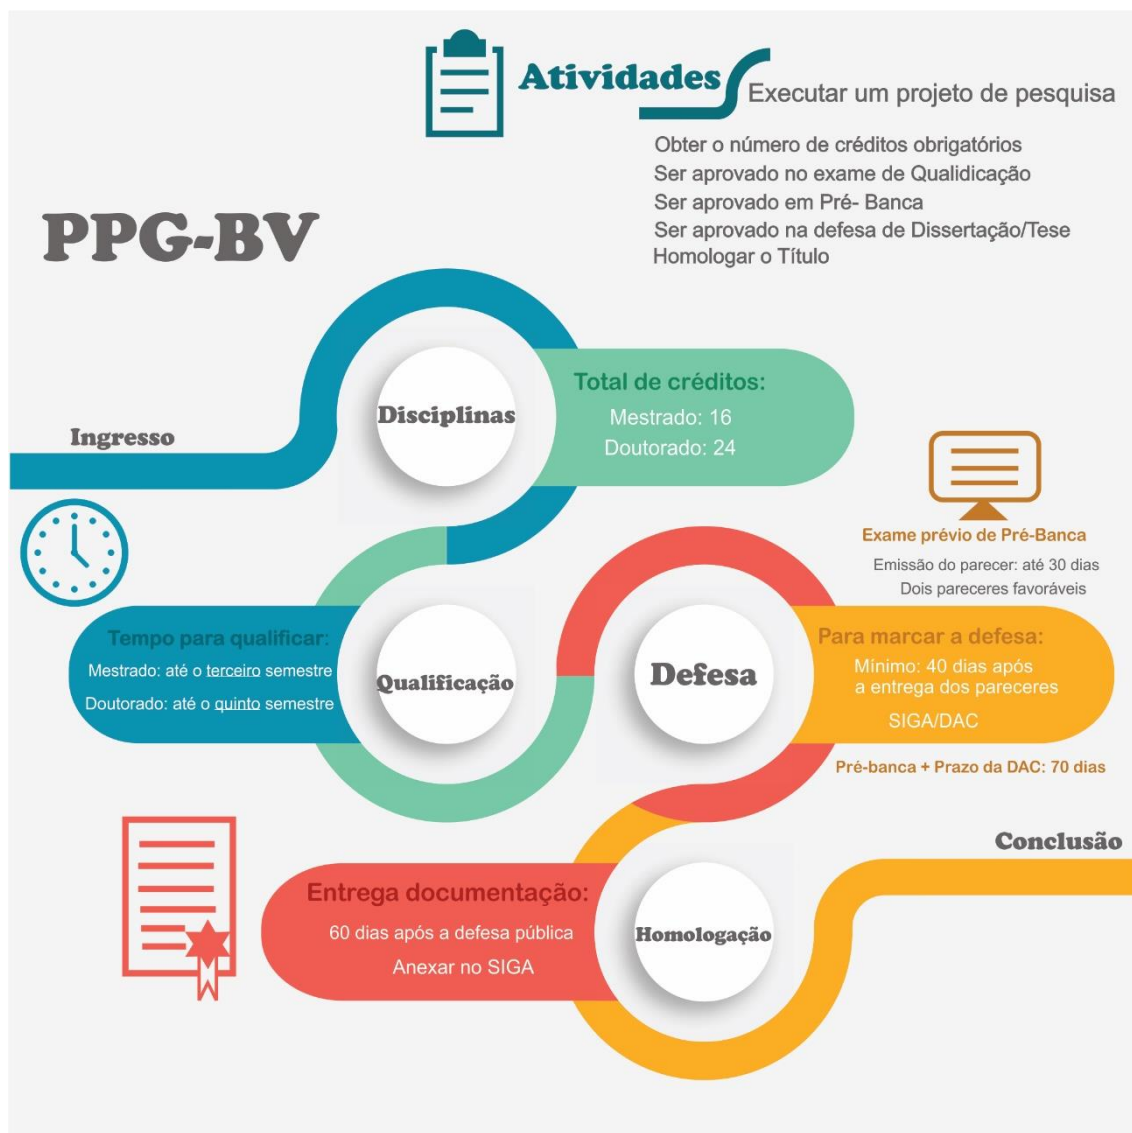 Atividades
Executar um projeto de pesquisa
Obter o número de créditos obrigatórios
Ser aprovado no exame de Qualidicação
Ser aprovado em Pré- Banca
Ser aprovado na defesa de Dissertação/Tese
Homologar o Título
PPG-BV
Ingresso
Disciplinas
Total de créditos:
Mestrado: 16
Doutorado: 24
Tempo para qualificar:
Mestrado: até o terceiro semestre
Doutorado: até o quinto semestre
Qualificação
Exame prévio de Pré-Banca
Emissão do parecer: até 30 dias
Dois pareceres favoráveis
Defesa
Para marcar a defesa:
Mínimo: 40 dias após
a entrega dos pareceres
SIGA/DAC
Pré-banca + Prazo da DAC: 70 dias
Entrega documentação:
60 dias após a defesa pública
Anexar no SIGA
Homologação
Conclusão